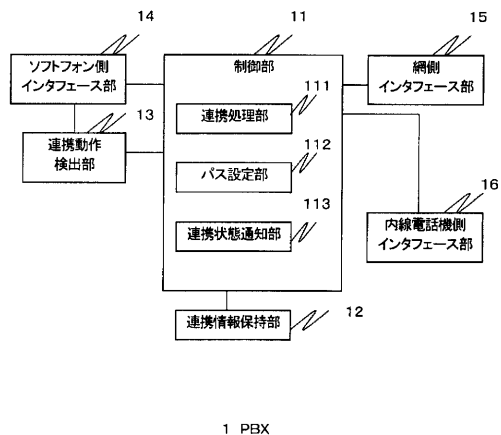 14
11
15
ソフトフォン側
インタフェース部
制御部
網側
インタフェース部
13
111
連携処理部
連携動作
検出部
112
パス設定部
113
連携状態通知部
16
内線電話機側
インタフェース部
連携情報保持部
12
1 PBX